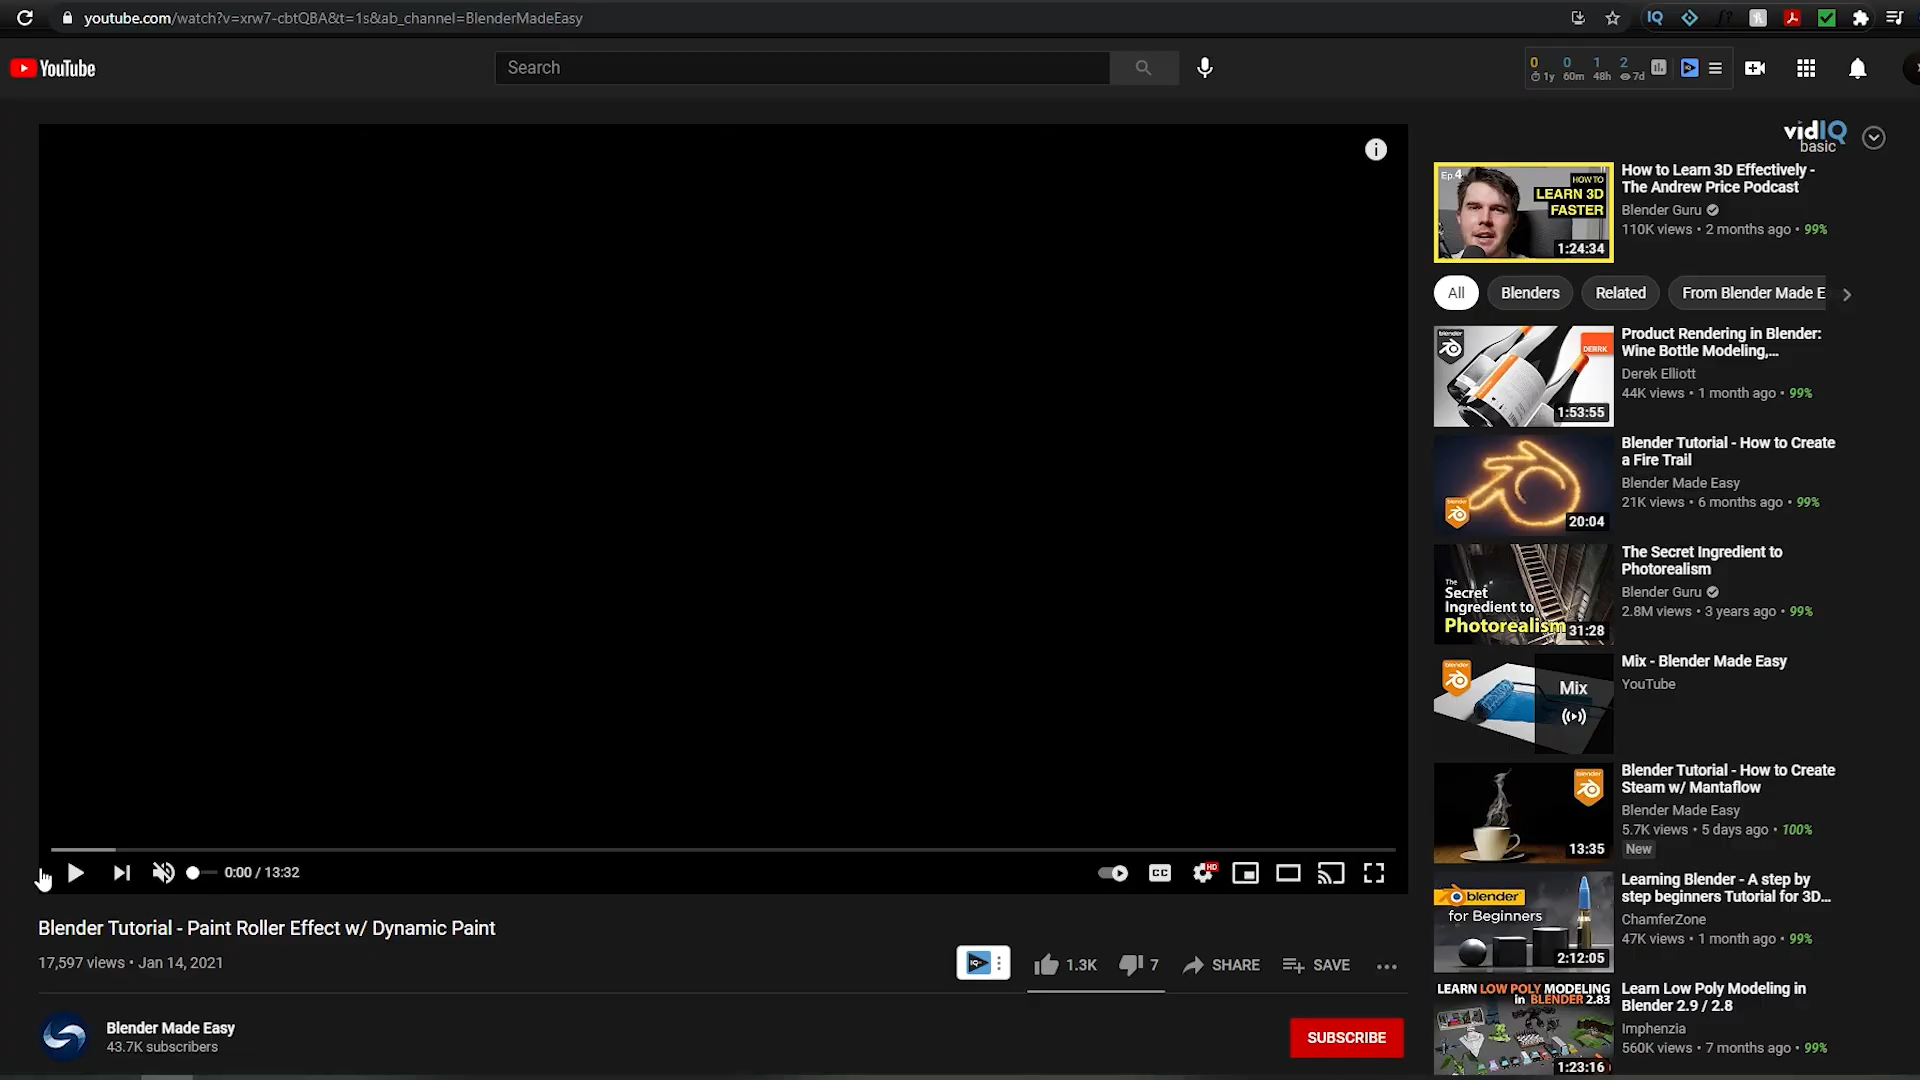 youtube.com/watch?v=xrw7-cbtQBA&t=1s&ab_channel=BlenderMadeEasy
IQ
f?
YouTube
Search
0 0 1 2
1y 60m 48h 7d
vidIQ
basic
Ep.4
HOW TO
LEARN 3D
FASTER
1:24:34
How to Learn 3D Effectively -
The Andrew Price Podcast
Blender Guru
110K views • 2 months ago • 99%
All
Blenders
Related
From Blender Made E
blender
DERRK
1:53:55
Product Rendering in Blender:
Wine Bottle Modeling,...
Derek Elliott
44K views • 1 month ago • 99%
blender
20:04
Blender Tutorial - How to Create
a Fire Trail
Blender Made Easy
21K views • 6 months ago • 99%
The
Secret
Ingredient to
Photorealism
31:28
The Secret Ingredient to
Photorealism
Blender Guru
2.8M views • 3 years ago • 99%
blender
Mix
Mix - Blender Made Easy
YouTube
blender
13:35
Blender Tutorial - How to Create
Steam w/ Mantaflow
Blender Made Easy
5.7K views • 5 days ago • 100%
New
blender
for Beginners
2:12:05
Learning Blender - A step by
step beginners Tutorial for 3D...
ChamferZone
47K views • 1 month ago • 99%
LEARN LOW POLY MODELING
in BLENDER 2.83
1:23:16
Learn Low Poly Modeling in
Blender 2.9 / 2.8
Imphenzia
560K views • 7 months ago • 99%
0:00 / 13:32
CC
HD
Blender Tutorial - Paint Roller Effect w/ Dynamic Paint
17,597 views • Jan 14, 2021
IQ
1.3K
7
SHARE
SAVE
Blender Made Easy
43.7K subscribers
SUBSCRIBE